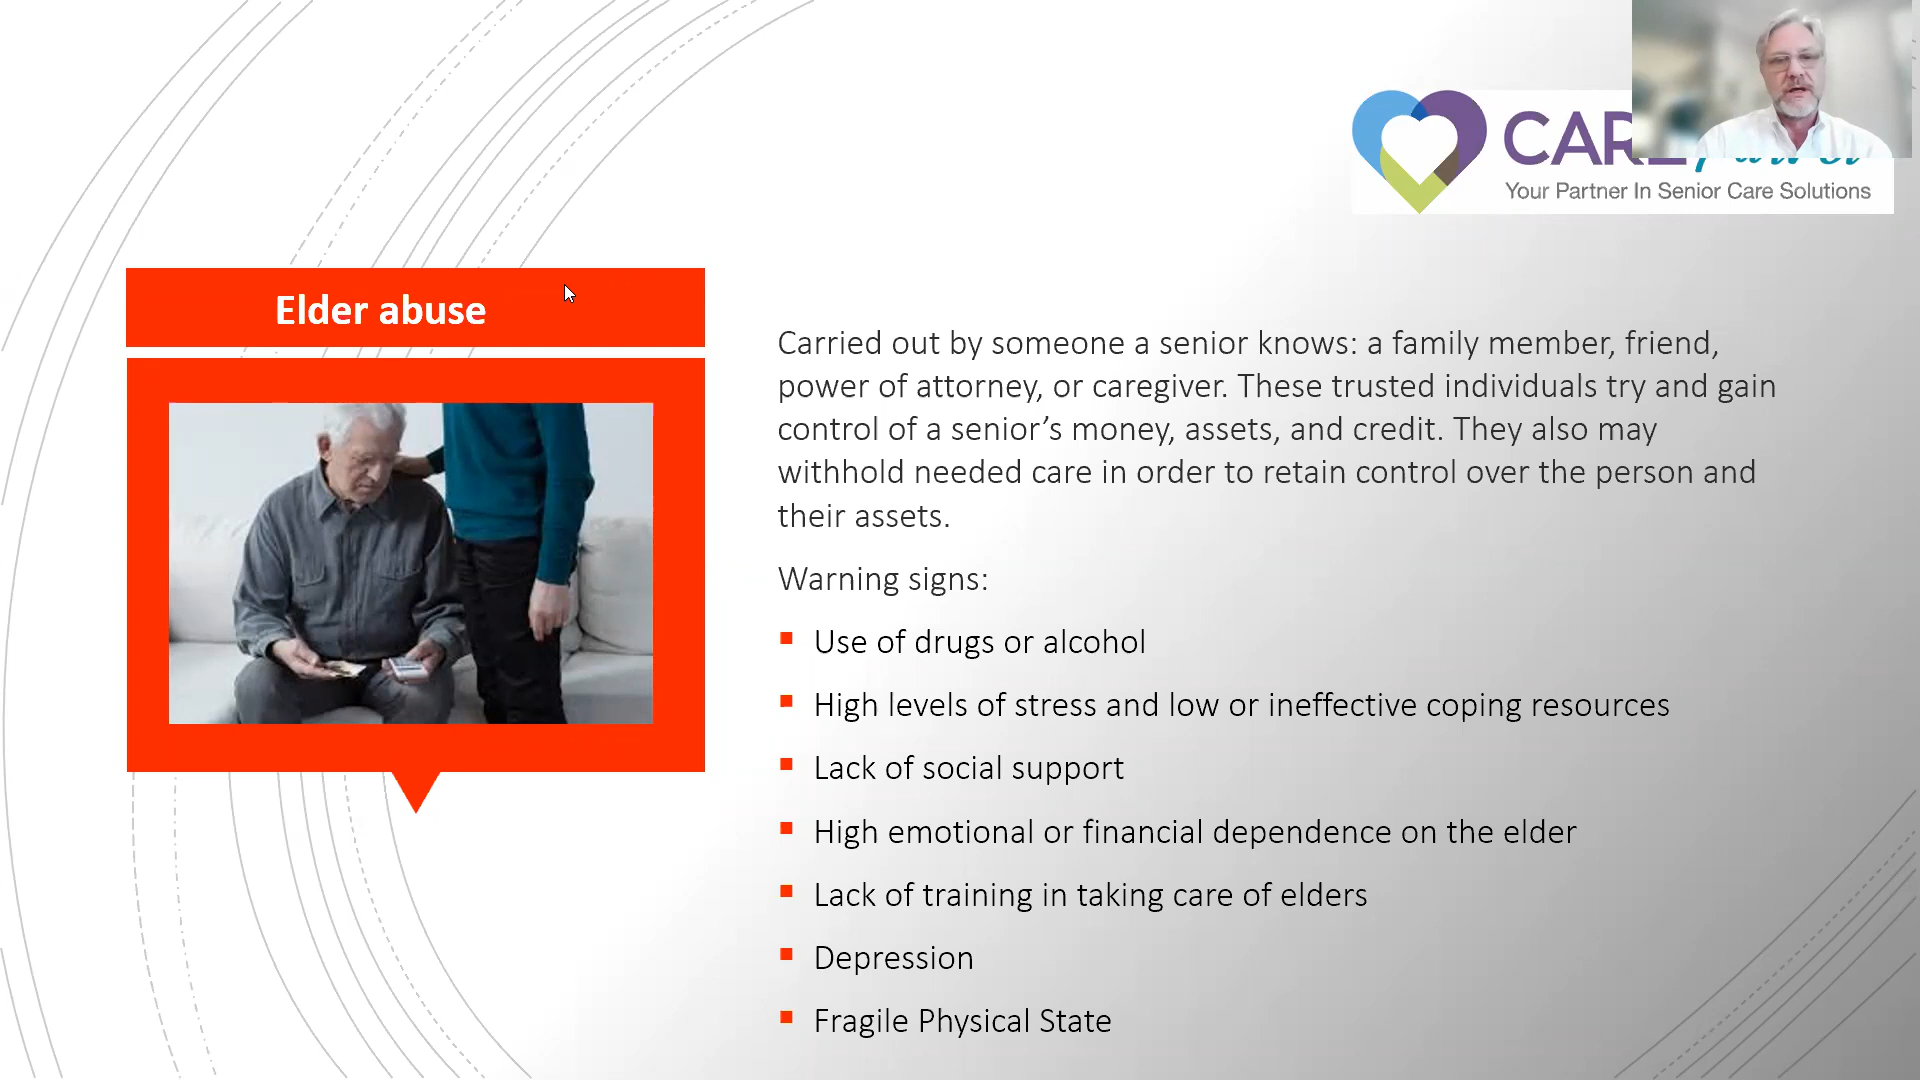 CARE
Your Partner In Senior Care Solutions
Elder abuse
Carried out by someone a senior knows: a family member, friend,
power of attorney, or caregiver. These trusted individuals try and gain
control of a senior’s money, assets, and credit. They also may
withhold needed care in order to retain control over the person and
their assets.
Warning signs:
Use of drugs or alcohol
High levels of stress and low or ineffective coping resources
Lack of social support
High emotional or financial dependence on the elder
Lack of training in taking care of elders
Depression
Fragile Physical State